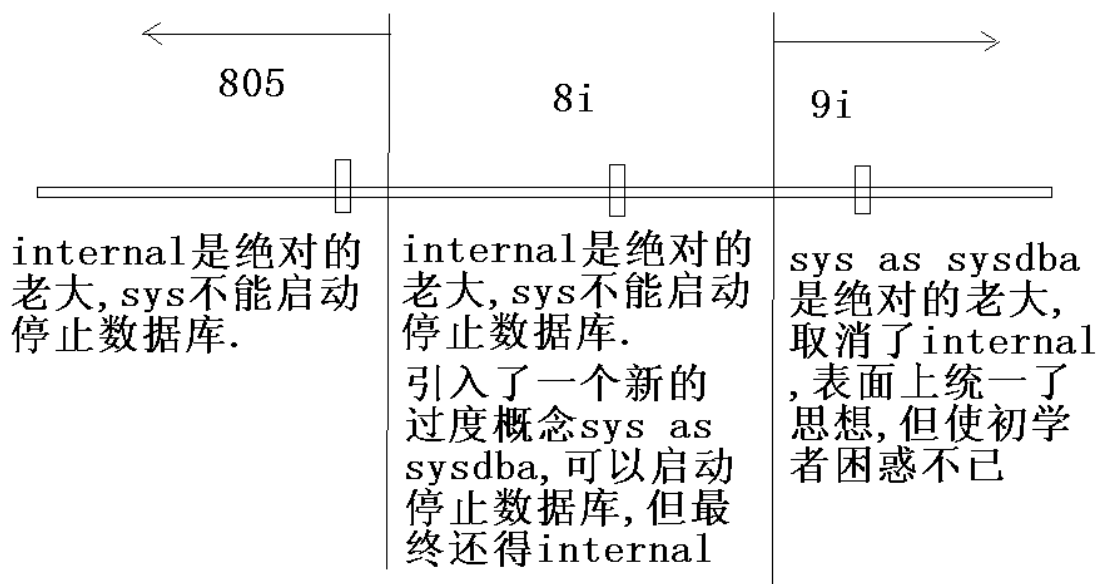 805
8i
9i
internal是绝对的
老大,sys不能启动
停止数据库.
internal是绝对的
老大,sys不能启动
停止数据库.
引入了一个新的
过度概念sys as
sysdba,可以启动
停止数据库,但最
终还得internal
sys as sysdba
是绝对的老大,
取消了internal
,表面上统一了
思想,但使初学
者困惑不已